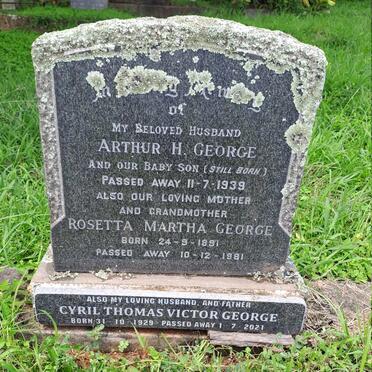 of
MY BELOVED HUSBAND
ARTHUR H. GEORGE
AND OUR BABY SON (STILL BORN)
PASSED AWAY 11-7-1939
ALSO OUR LOVING MOTHER
AND GRANDMOTHER
ROSETTA MARTHA GEORGE
BORN 24-9-1891
PASSED AWAY 10-12-1981
ALSO MY LOVING HUSBAND, AND FATHER
CYRIL THOMAS VICTOR GEORGE
BORN 31-10-1929 PASSED AWAY 1-7-2021